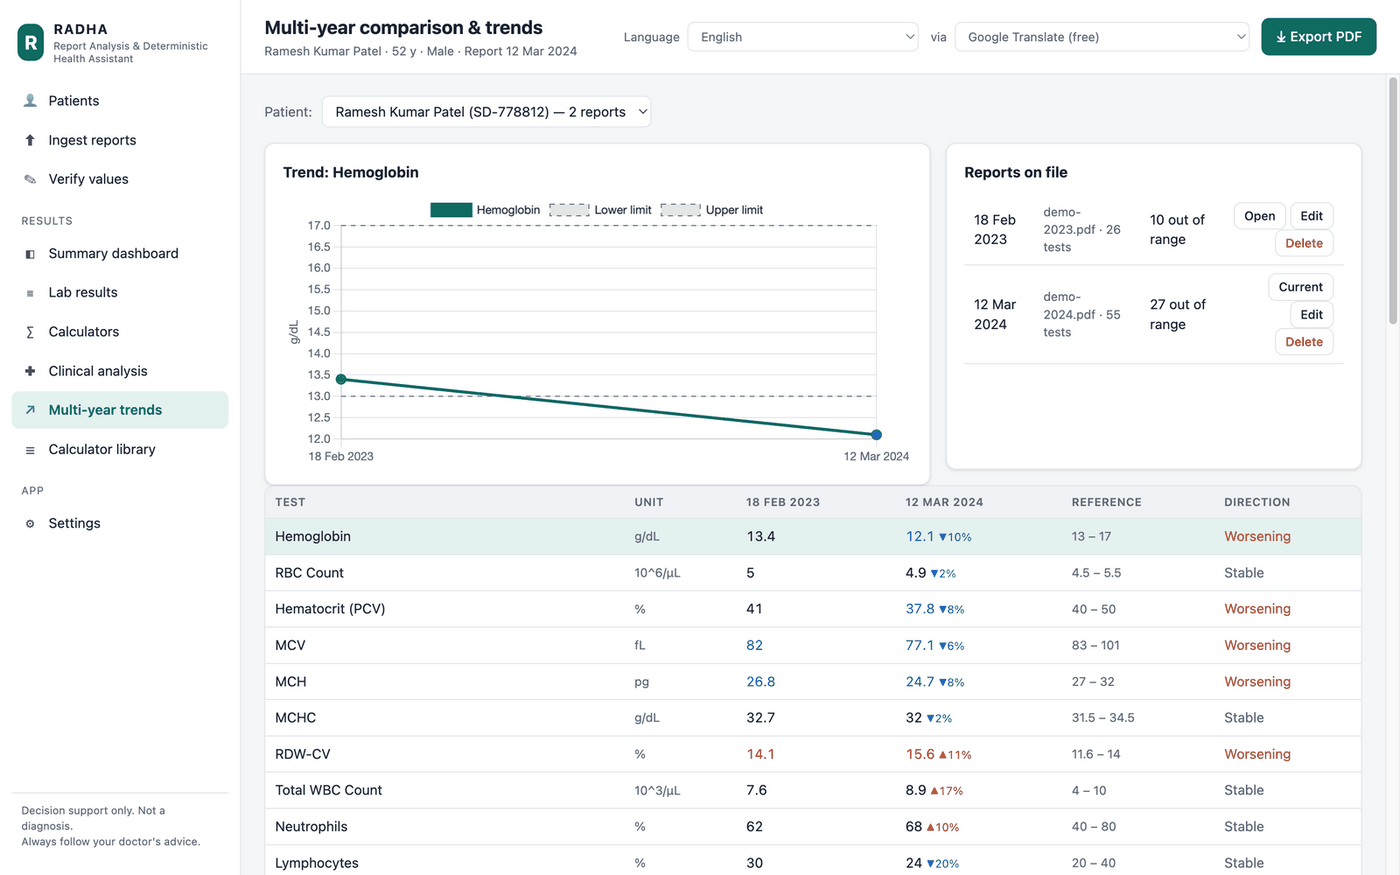 R
RADHA
Report Analysis & Deterministic
Health Assistant
Patients
Ingest reports
Verify values
RESULTS
Summary dashboard
Lab results
Calculators
Clinical analysis
Multi-year trends
Calculator library
APP
Settings
Decision support only. Not a
diagnosis.
Always follow your doctor's advice.
Multi-year comparison & trends
Ramesh Kumar Patel · 52 y · Male · Report 12 Mar 2024
Language English via Google Translate (free) Export PDF
Patient: Ramesh Kumar Patel (SD-778812) — 2 reports
Trend: Hemoglobin
Hemoglobin Lower limit Upper limit
g/dL
17.0
16.5
16.0
15.5
15.0
14.5
14.0
13.5
13.0
12.5
12.0
18 Feb 2023 12 Mar 2024
Reports on file
18 Feb 2023 demo-2023.pdf · 26 tests 10 out of range Open Edit Delete
12 Mar 2024 demo-2024.pdf · 55 tests 27 out of range Current Edit Delete
TEST UNIT 18 FEB 2023 12 MAR 2024 REFERENCE DIRECTION
Hemoglobin g/dL 13.4 12.1 ▼10% 13 – 17 Worsening
RBC Count 10^6/µL 5 4.9 ▼2% 4.5 – 5.5 Stable
Hematocrit (PCV) % 41 37.8 ▼8% 40 – 50 Worsening
MCV fL 82 77.1 ▼6% 83 – 101 Worsening
MCH pg 26.8 24.7 ▼8% 27 – 32 Worsening
MCHC g/dL 32.7 32 ▼2% 31.5 – 34.5 Stable
RDW-CV % 14.1 15.6 ▲11% 11.6 – 14 Worsening
Total WBC Count 10^3/µL 7.6 8.9 ▲17% 4 – 10 Stable
Neutrophils % 62 68 ▲10% 40 – 80 Stable
Lymphocytes % 30 24 ▼20% 20 – 40 Stable